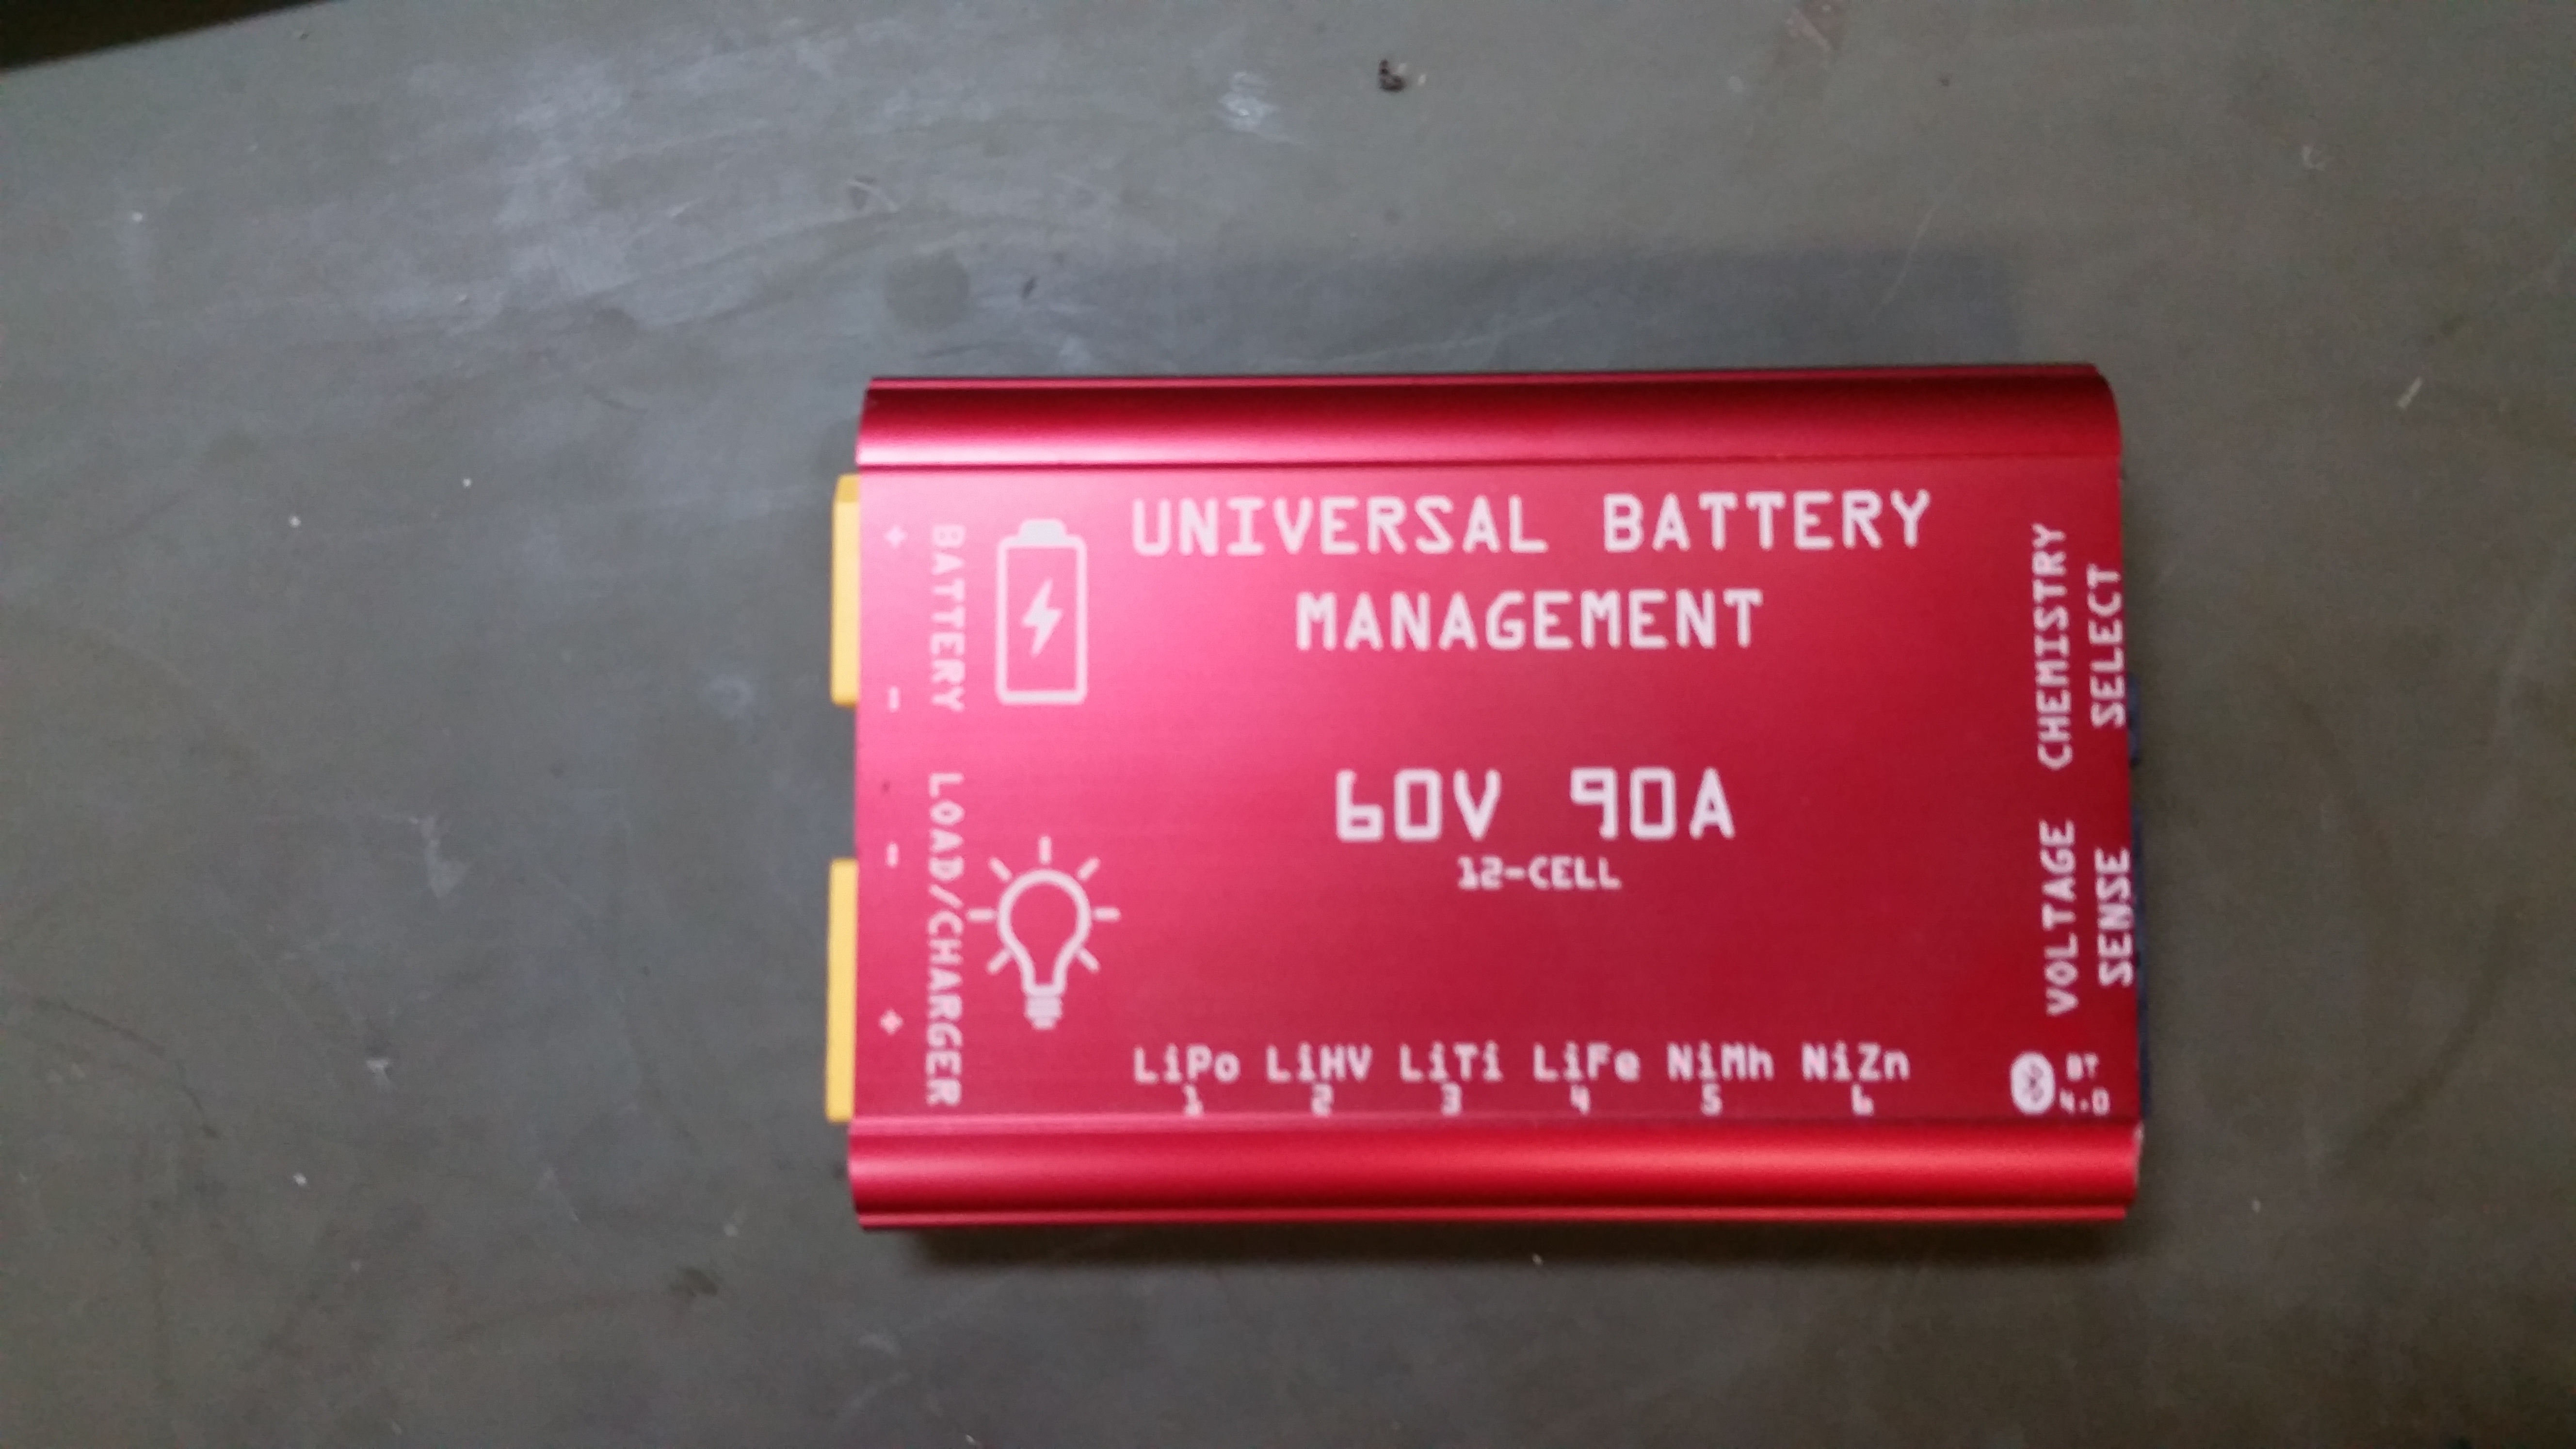 UNIVERSAL BATTERY
MANAGEMENT
60V 90A
12-CELL
LiPo LiHV LiTi LiFe NiMh NiZn
1 2 3 4 5 6
+ BATTERY -
- LOAD/CHARGER +
CHEMISTRY
SELECT
VOLTAGE
SENSE
BT
4.0